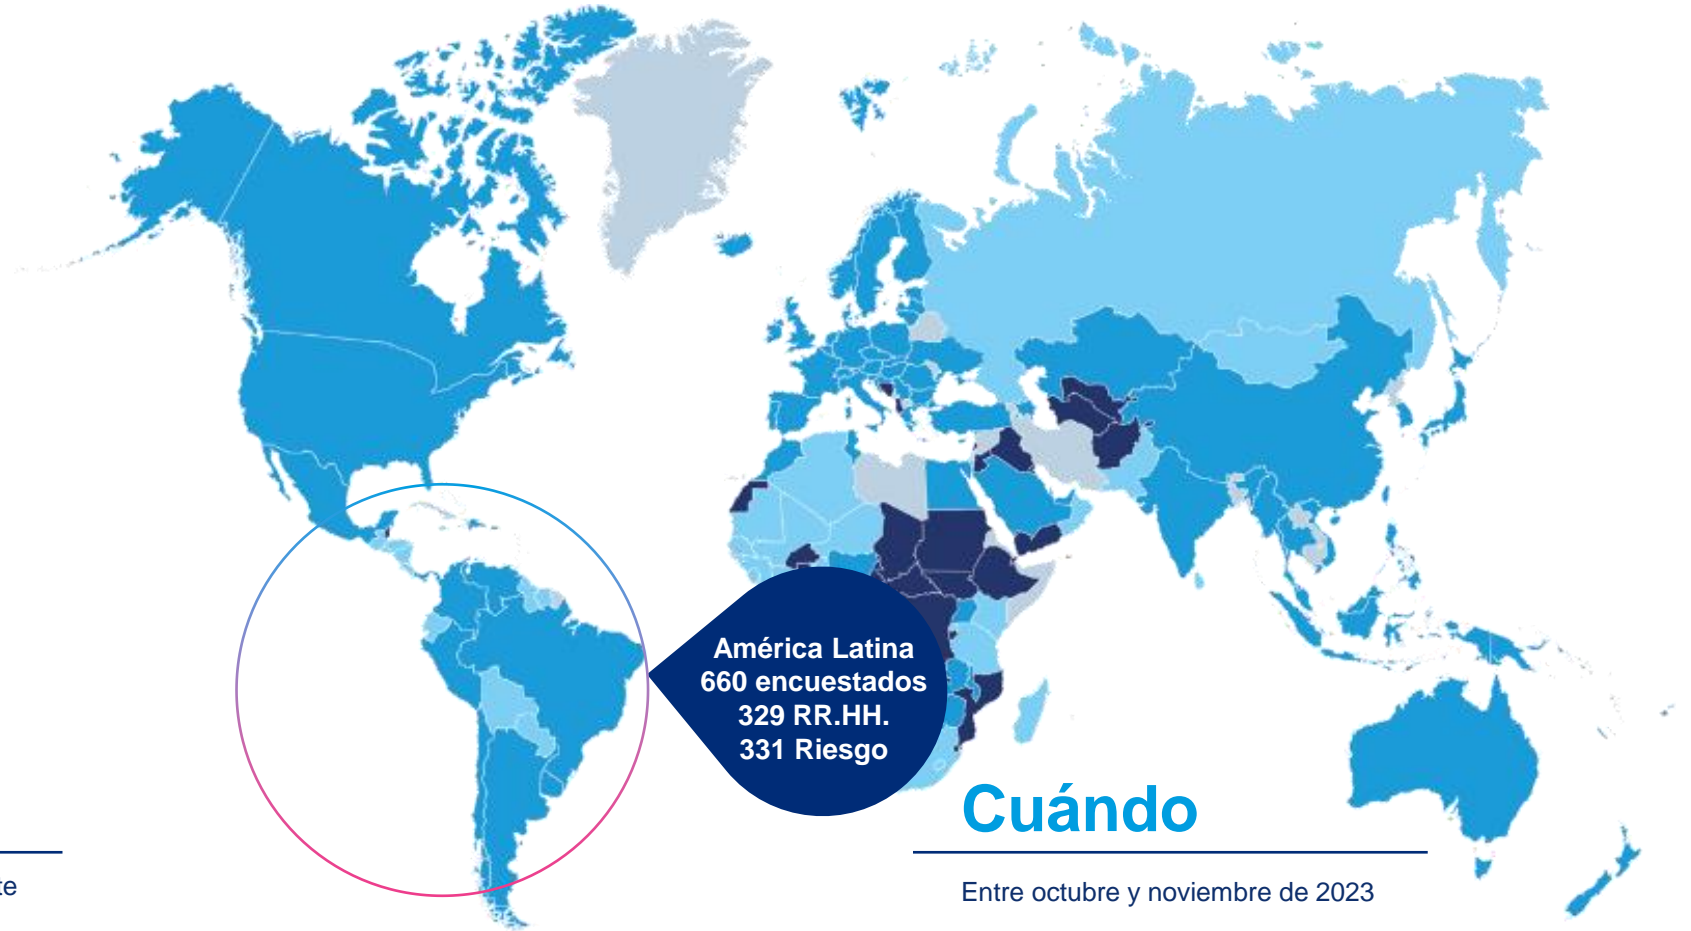 América Latina
660 encuestados
329 RR.HH.
331 Riesgo
Cuándo
Entre octubre y noviembre de 2023